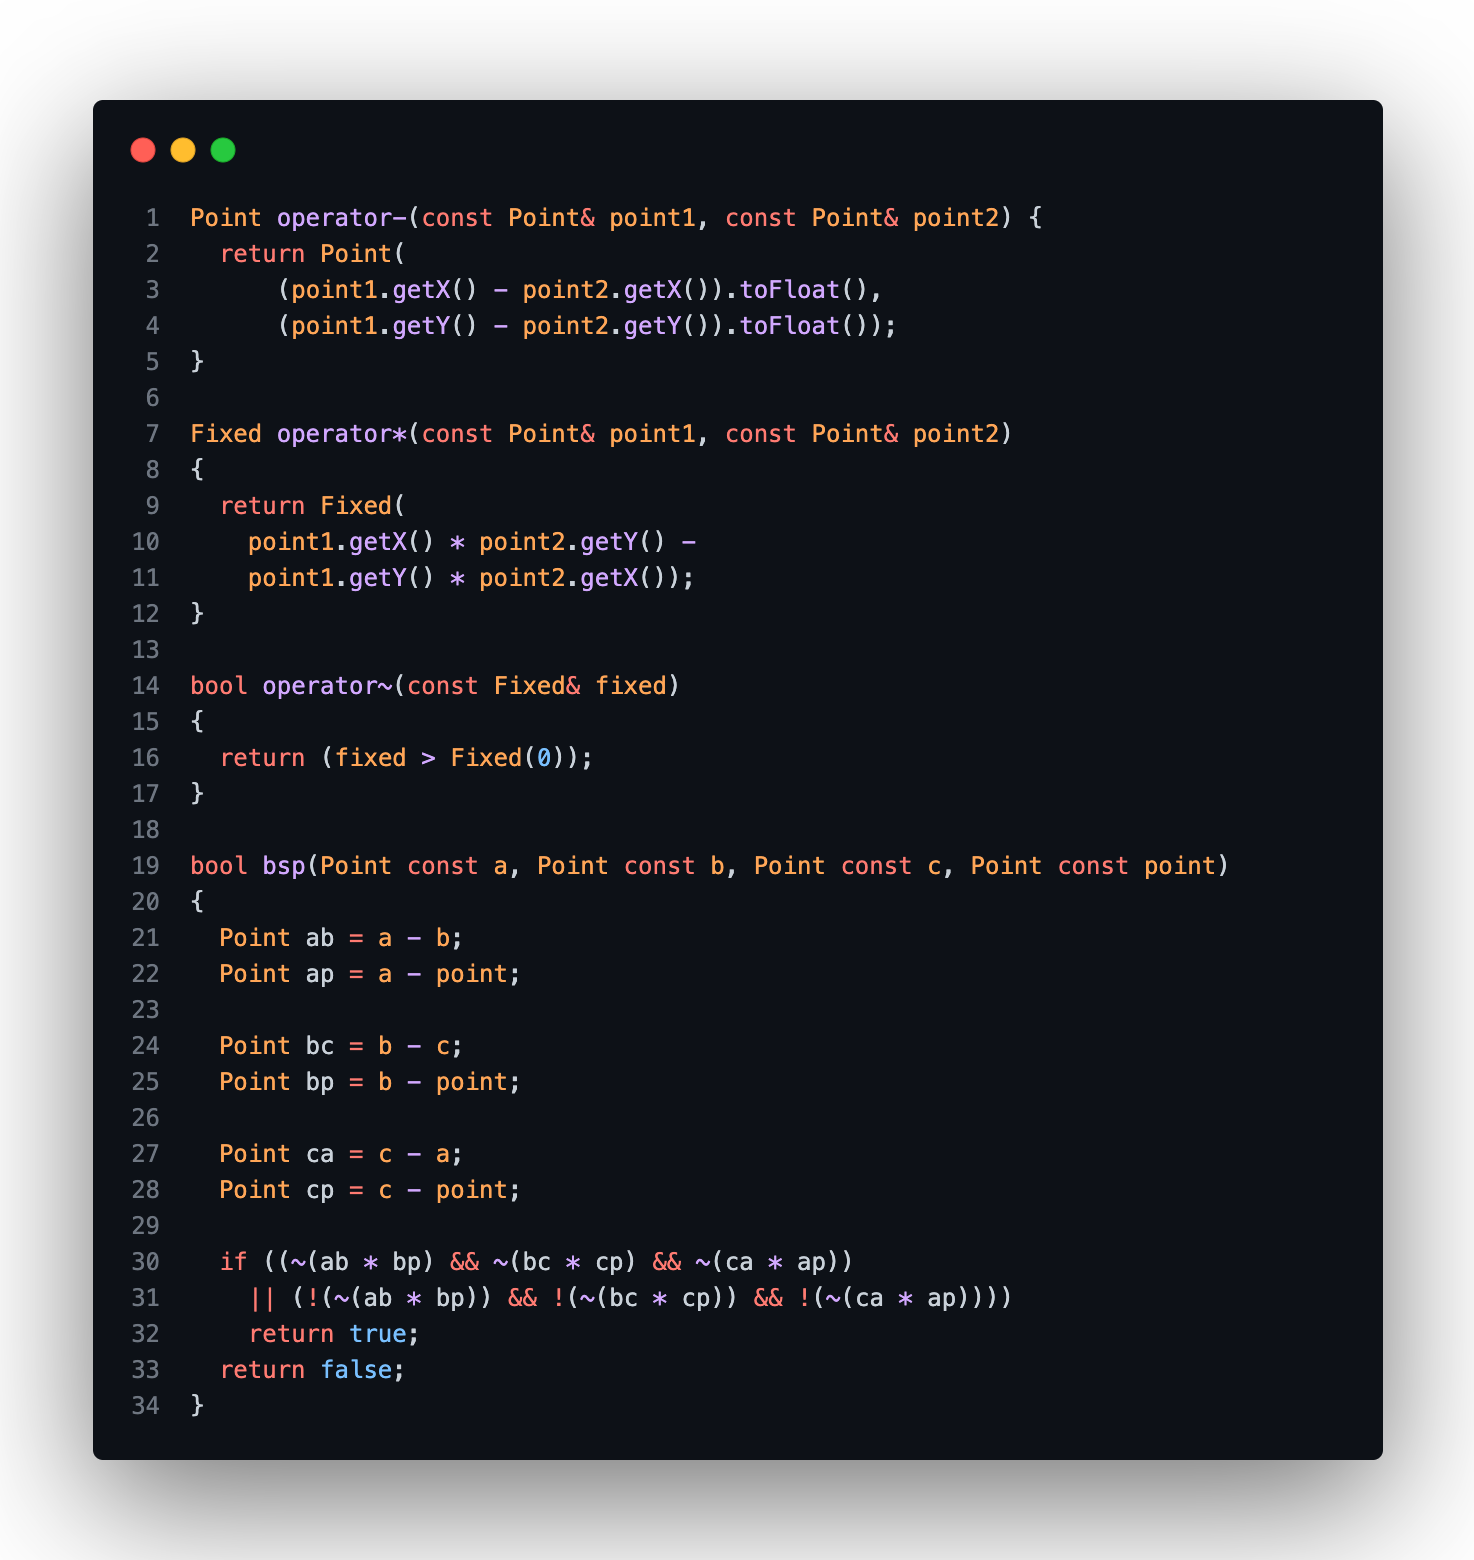 1 Point operator-(const Point& point1, const Point& point2) {
2   return Point(
3       (point1.getX() - point2.getX()).toFloat(),
4       (point1.getY() - point2.getY()).toFloat());
5 }
6
7 Fixed operator*(const Point& point1, const Point& point2)
8 {
9   return Fixed(
10     point1.getX() * point2.getY() -
11     point1.getY() * point2.getX());
12 }
13
14 bool operator~(const Fixed& fixed)
15 {
16   return (fixed > Fixed(0));
17 }
18
19 bool bsp(Point const a, Point const b, Point const c, Point const point)
20 {
21   Point ab = a - b;
22   Point ap = a - point;
23
24   Point bc = b - c;
25   Point bp = b - point;
26
27   Point ca = c - a;
28   Point cp = c - point;
29
30   if ((~(ab * bp) && ~(bc * cp) && ~(ca * ap))
31     || (!(~(ab * bp)) && !(~(bc * cp)) && !(~(ca * ap))))
32     return true;
33   return false;
34 }